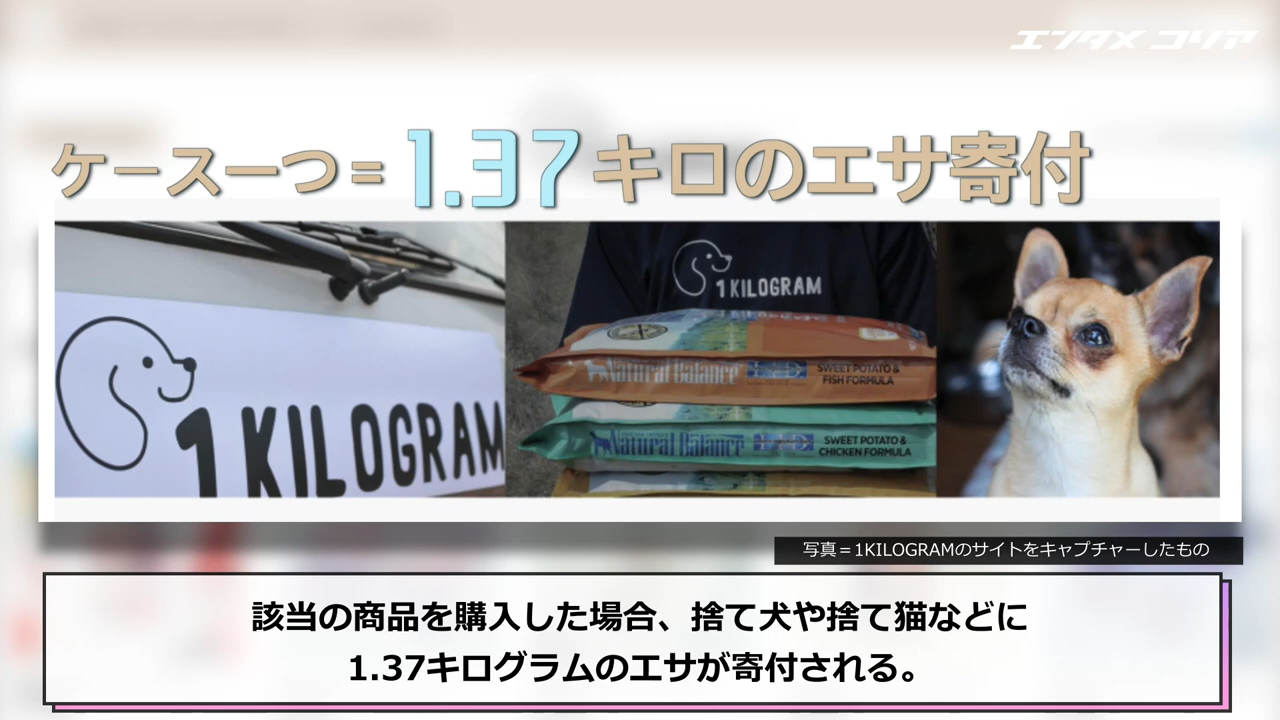 エンタメ コリア
ケース一つ = 1.37 キロのエサ寄付
1 KILOGRAM
1 KILOGRAM
Natural Balance
SWEET POTATO &
FISH FORMULA
Natural Balance
SWEET POTATO &
CHICKEN FORMULA
写真＝1KILOGRAMのサイトをキャプチャーしたもの
該当の商品を購入した場合、捨て犬や捨て猫などに
1.37キログラムのエサが寄付される。